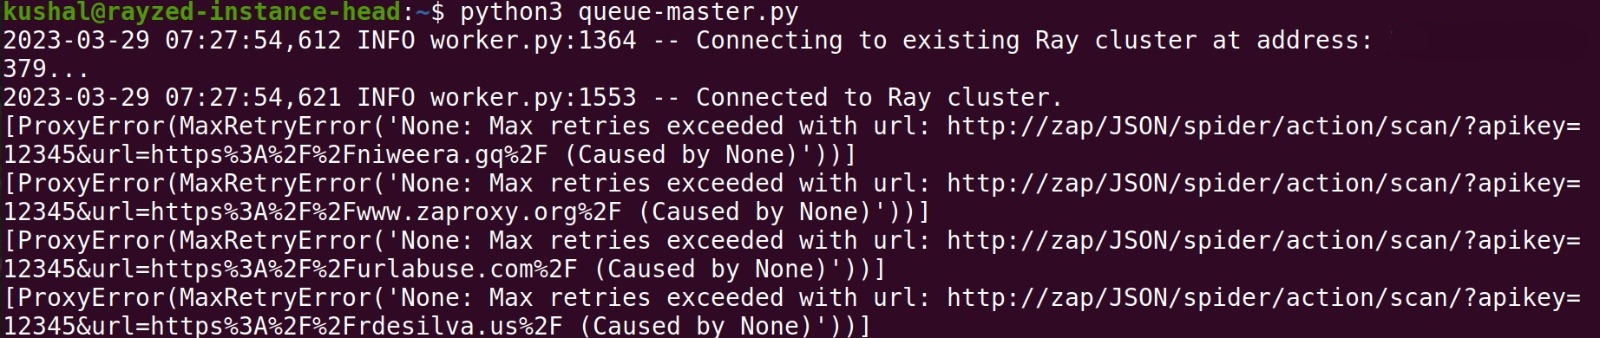 kushal@rayzed-instance-head:~$ python3 queue-master.py
2023-03-29 07:27:54,612 INFO worker.py:1364 -- Connecting to existing Ray cluster at address:
379...
2023-03-29 07:27:54,621 INFO worker.py:1553 -- Connected to Ray cluster.
[ProxyError(MaxRetryError('None: Max retries exceeded with url: http://zap/JSON/spider/action/scan/?apikey=
12345&url=https%3A%2F%2Fniweera.gq%2F (Caused by None)'))]
[ProxyError(MaxRetryError('None: Max retries exceeded with url: http://zap/JSON/spider/action/scan/?apikey=
12345&url=https%3A%2F%2Fwww.zaproxy.org%2F (Caused by None)'))]
[ProxyError(MaxRetryError('None: Max retries exceeded with url: http://zap/JSON/spider/action/scan/?apikey=
12345&url=https%3A%2F%2Furlabuse.com%2F (Caused by None)'))]
[ProxyError(MaxRetryError('None: Max retries exceeded with url: http://zap/JSON/spider/action/scan/?apikey=
12345&url=https%3A%2F%2Frdesilva.us%2F (Caused by None)'))]